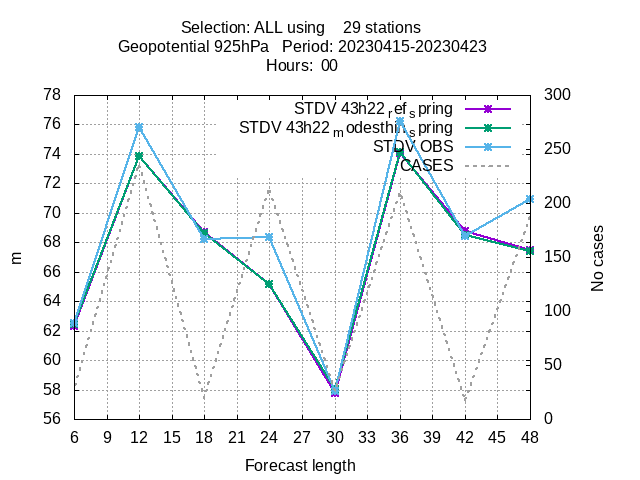 Selection: ALL using    29 stations
Geopotential 925hPa   Period: 20230415-20230423
Hours:  00
STDV 43h22ref_spring
STDV 43h22modesthi_spring
STDV OBS
CASES
78
76
74
72
70
68
66
64
62
60
58
56
300
250
200
150
100
50
0
m
No cases
6 9 12 15 18 21 24 27 30 33 36 39 42 45 48
Forecast length